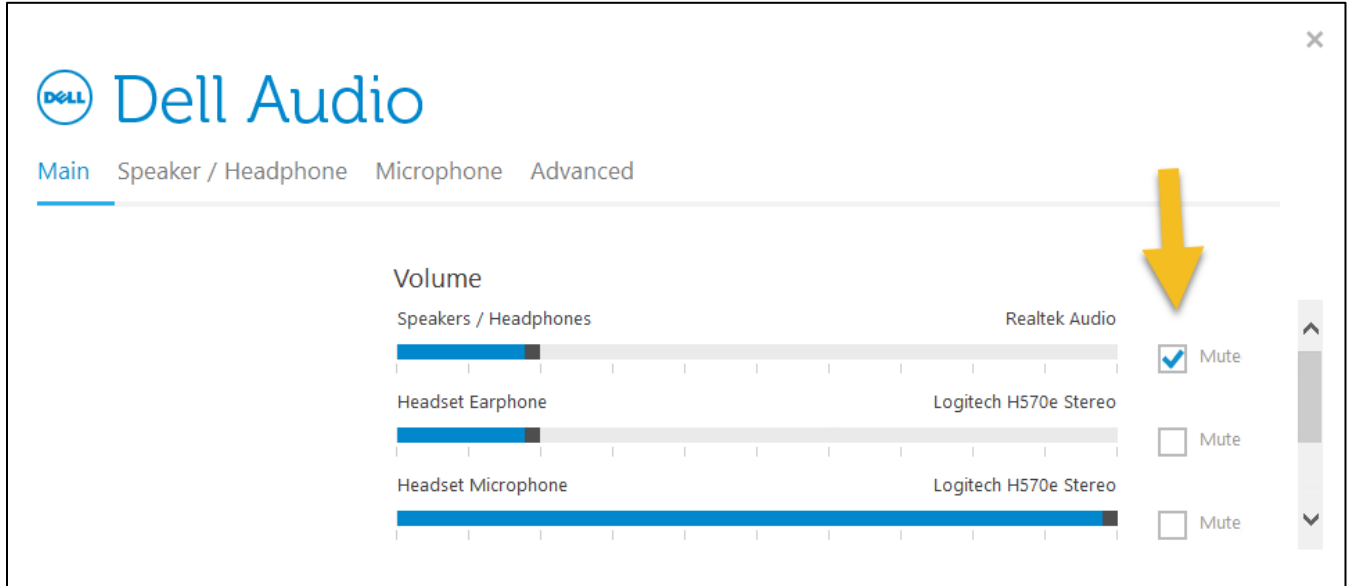 DELL Dell Audio
Main Speaker / Headphone Microphone Advanced
Volume
Speakers / Headphones Realtek Audio
Mute
Headset Earphone Logitech H570e Stereo
Mute
Headset Microphone Logitech H570e Stereo
Mute